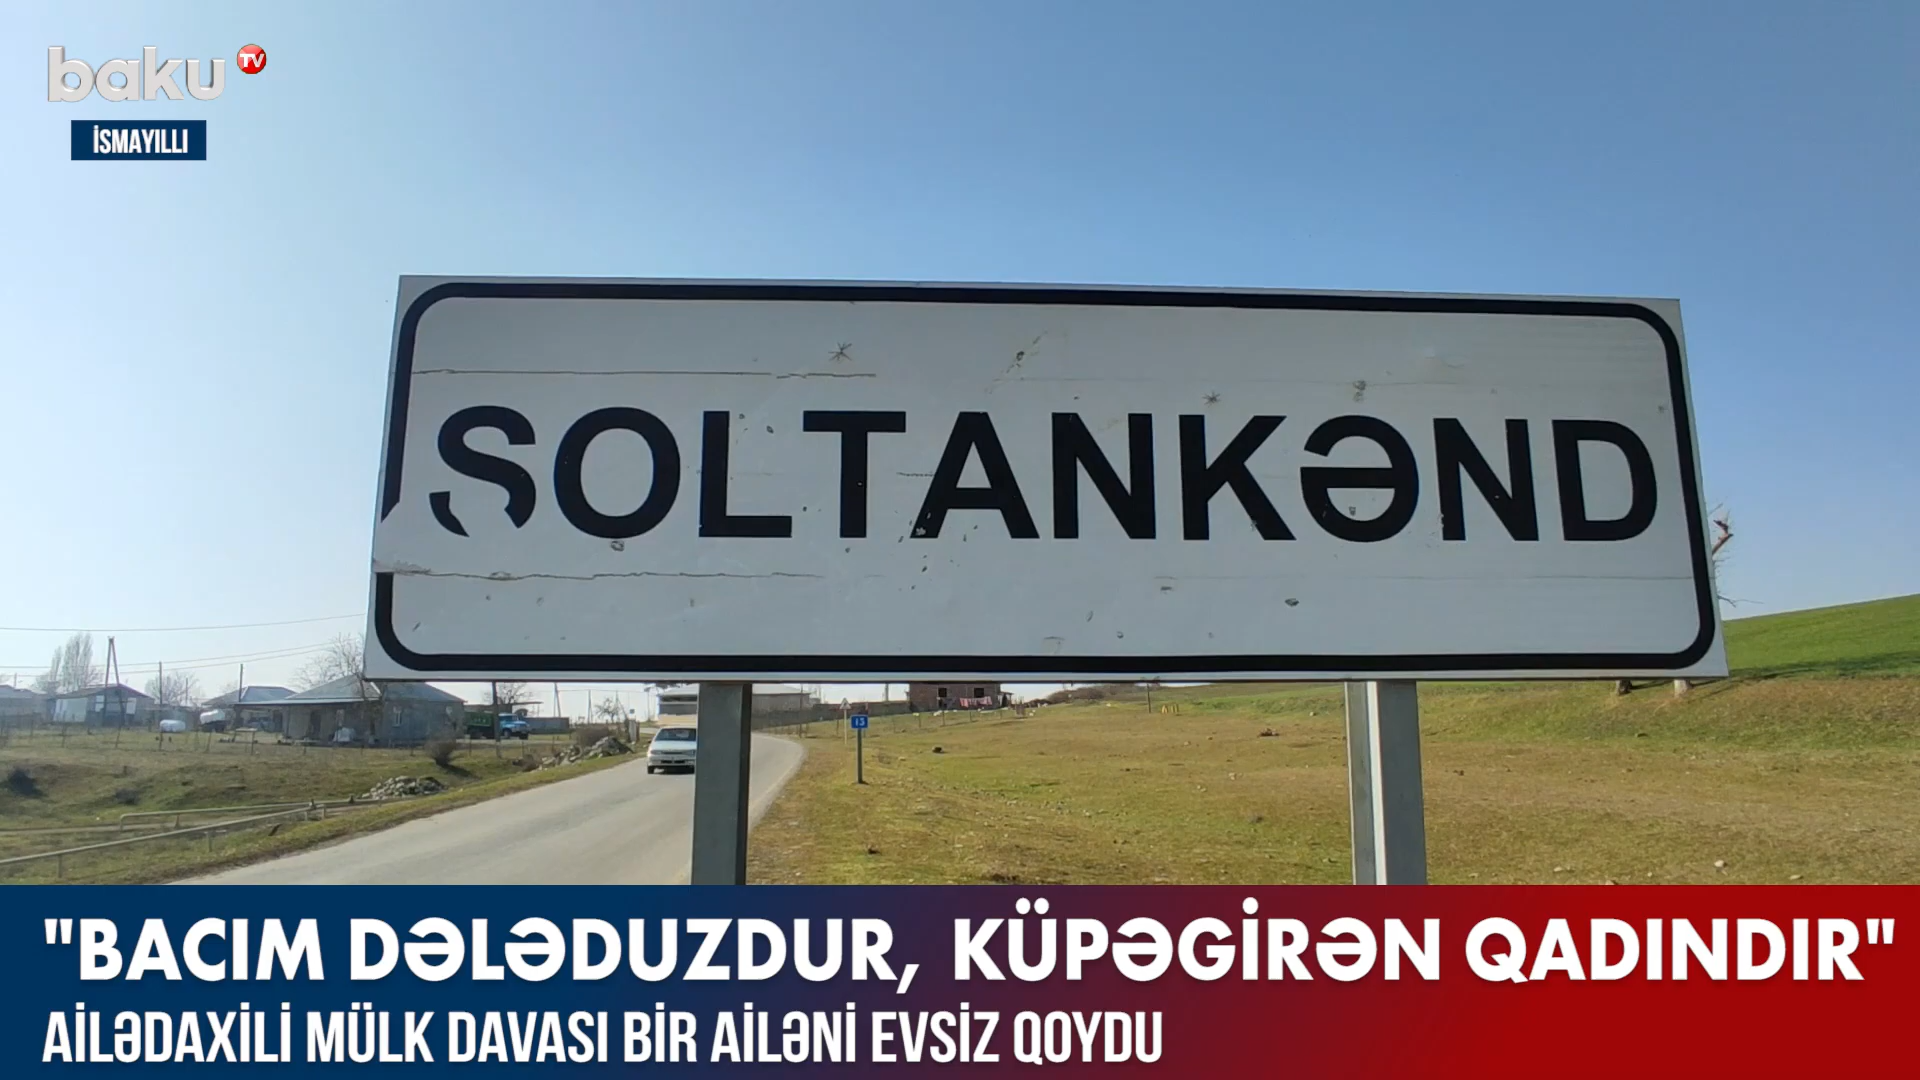 baku TV
İSMAYILLI
SOLTANKƏND
13
"BACIM DƏLƏDUZDUR, KÜPƏGİRƏN QADINDIR"
AİLƏDAXİLİ MÜLK DAVASI BİR AİLƏNİ EVSİZ QOYDU